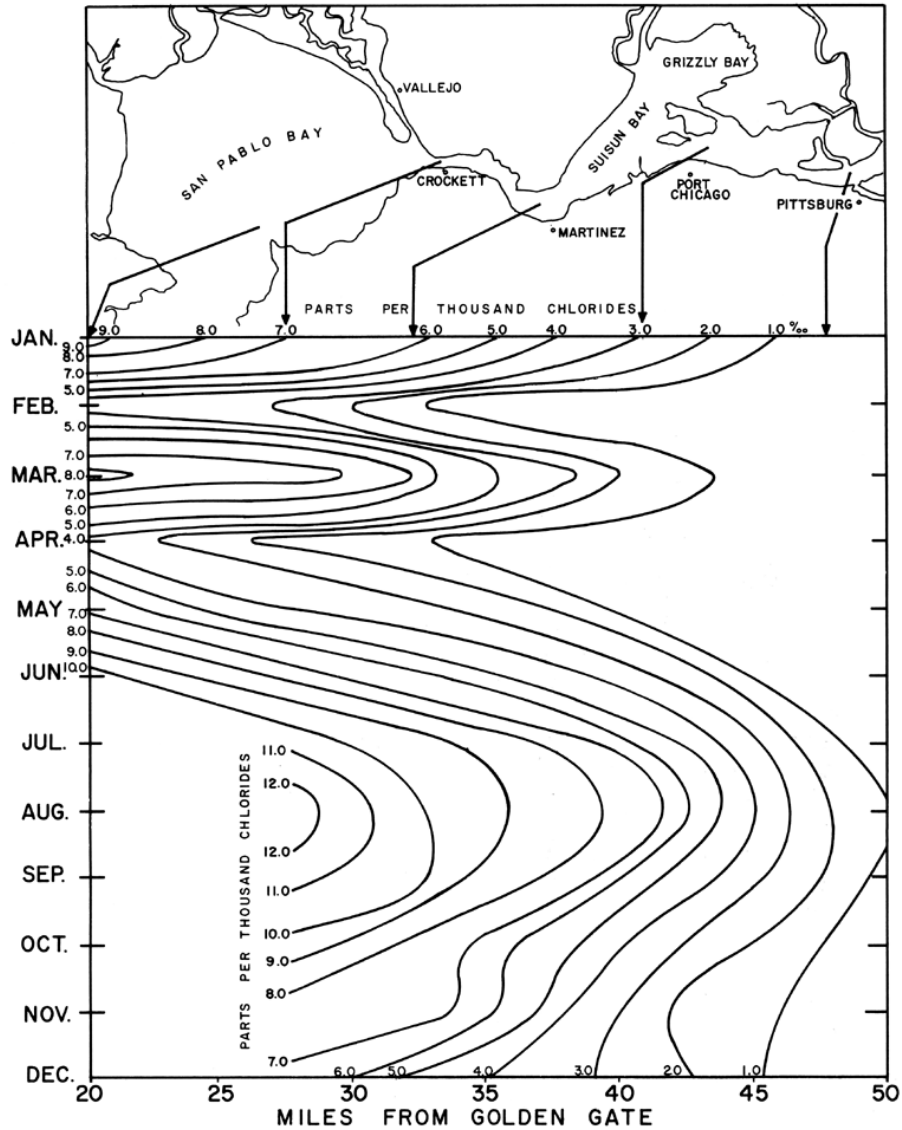 GRIZZLY BAY
VALLEJO
SUISUN BAY
SAN PABLO BAY
CROCKETT
PORT
CHICAGO
PITTSBURG
MARTINEZ
PARTS PER THOUSAND CHLORIDES
9.0 8.0 7.0 6.0 5.0 4.0 3.0 2.0 1.0 ‰
JAN.
9.0
8.0
7.0
5.0
FEB.
5.0
7.0
MAR. 8.0
7.0
6.0
5.0
APR. 4.0
5.0
6.0
MAY 7.0
8.0
9.0
10.0
JUN.
JUL.
11.0
12.0
AUG.
12.0
SEP.
11.0
10.0
OCT.
9.0
8.0
NOV.
7.0
PARTS PER THOUSAND CHLORIDES
DEC.
6.0 5.0 4.0 3.0 2.0 1.0
20 25 30 35 40 45 50
MILES FROM GOLDEN GATE